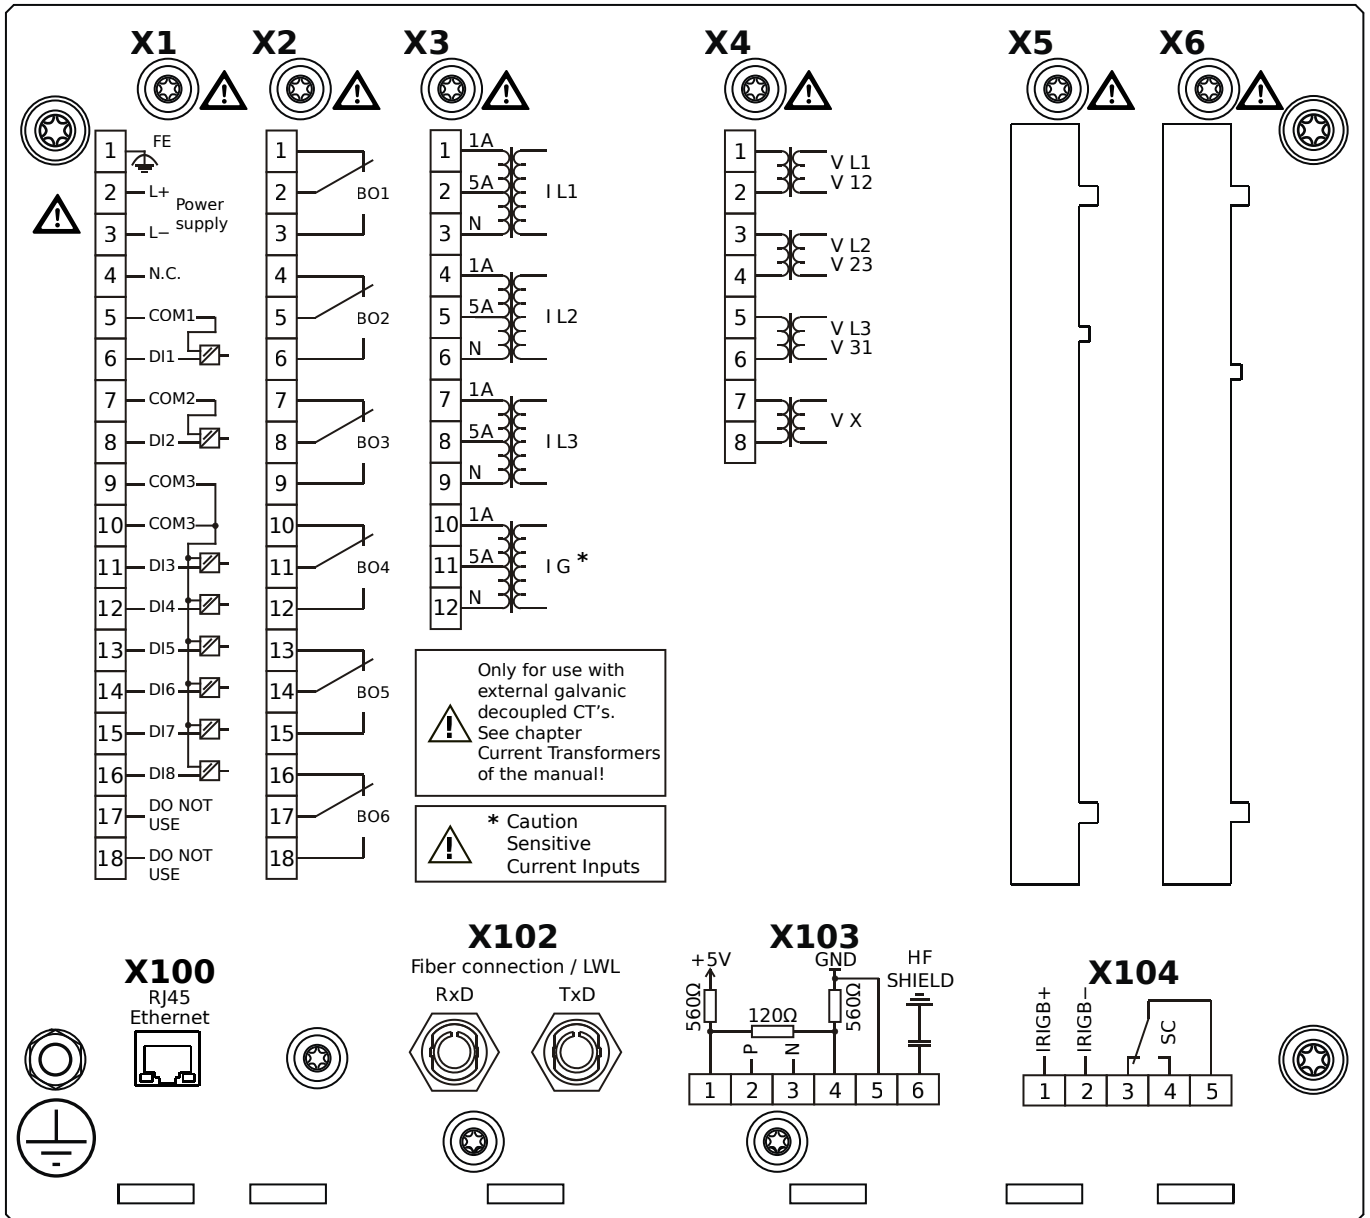 X1
X2
X3
X4
X5
X6
1 FE
2 L+
Power
supply
3 L−
4 N.C.
5 COM1
6 DI1
7 COM2
8 DI2
9 COM3
10 COM3
11 DI3
12 DI4
13 DI5
14 DI6
15 DI7
16 DI8
17 DO NOT
USE
18 DO NOT
USE
1
2 BO1
3
4
5 BO2
6
7
8 BO3
9
10
11 BO4
12
13
14 BO5
15
16
17 BO6
18
1 1A
2 5A I L1
3 N
4 1A
5 5A I L2
6 N
7 1A
8 5A I L3
9 N
10 1A
11 5A I G *
12 N
Only for use with
external galvanic
decoupled CT's.
See chapter
Current Transformers
of the manual!
* Caution
Sensitive
Current Inputs
1 V L1
2 V 12
3 V L2
4 V 23
5 V L3
6 V 31
7 V X
8
X100
RJ45
Ethernet
X102
Fiber connection / LWL
RxD TxD
X103
+5V GND HF
SHIELD
560Ω 560Ω
120Ω
P N
1 2 3 4 5 6
X104
IRIGB+ IRIGB− SC
1 2 3 4 5